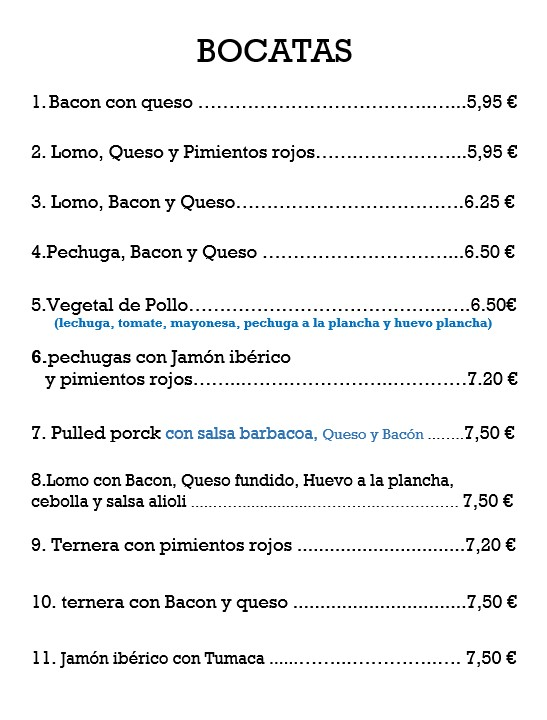 BOCATAS
1. Bacon con queso ……………………………….…...5,95 €
2. Lomo, Queso y Pimientos rojos…….……………...5,95 €
3. Lomo, Bacon y Queso……………………………….6.25 €
4.Pechuga, Bacon y Queso …………………………...6.50 €
5.Vegetal de Pollo…………………………………...….6.50€
(lechuga, tomate, mayonesa, pechuga a la plancha y huevo plancha)
6.pechugas con Jamón ibérico
y pimientos rojos……...…………………….…………7.20 €
7. Pulled porck con salsa barbacoa, Queso y Bacón ........7,50 €
8.Lomo con Bacon, Queso fundido, Huevo a la plancha,
cebolla y salsa alioli ......................................................... 7,50 €
9. Ternera con pimientos rojos ................................7,20 €
10. ternera con Bacon y queso .................................7,50 €
11. Jamón ibérico con Tumaca ......……..…………….…. 7,50 €